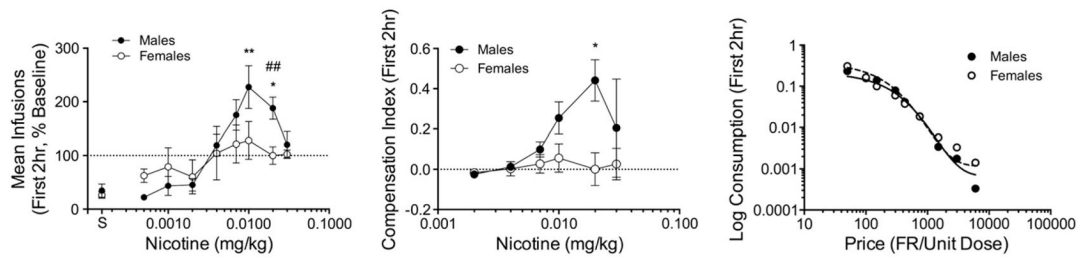 Males
Females
**
##
*
300
200
100
0
S
0.0010
0.0100
0.1000
Mean Infusions
(First 2hr, % Baseline)
Nicotine (mg/kg)
Males
Females
*
0.6
0.4
0.2
0.0
-0.2
0.001
0.010
0.100
Compensation Index (First 2hr)
Nicotine (mg/kg)
Males
Females
1
0.1
0.01
0.001
0.0001
10
100
1000
10000
100000
Log Consumption (First 2hr)
Price (FR/Unit Dose)